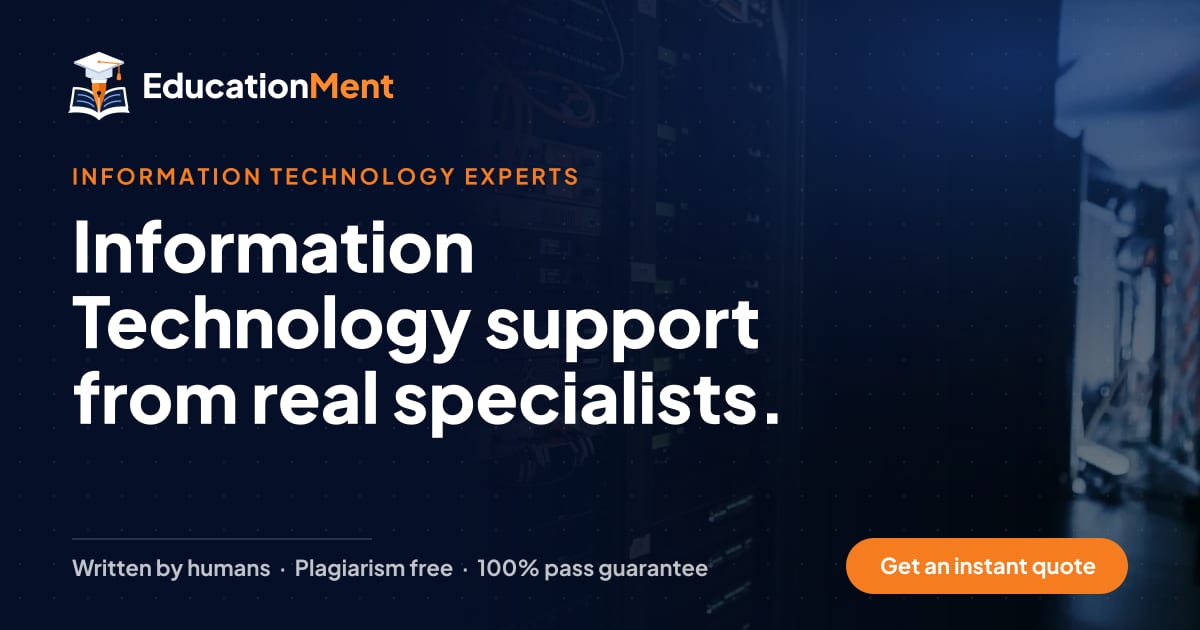 EducationMent
INFORMATION TECHNOLOGY EXPERTS
Information
Technology support
from real specialists.
Written by humans · Plagiarism free · 100% pass guarantee
Get an instant quote